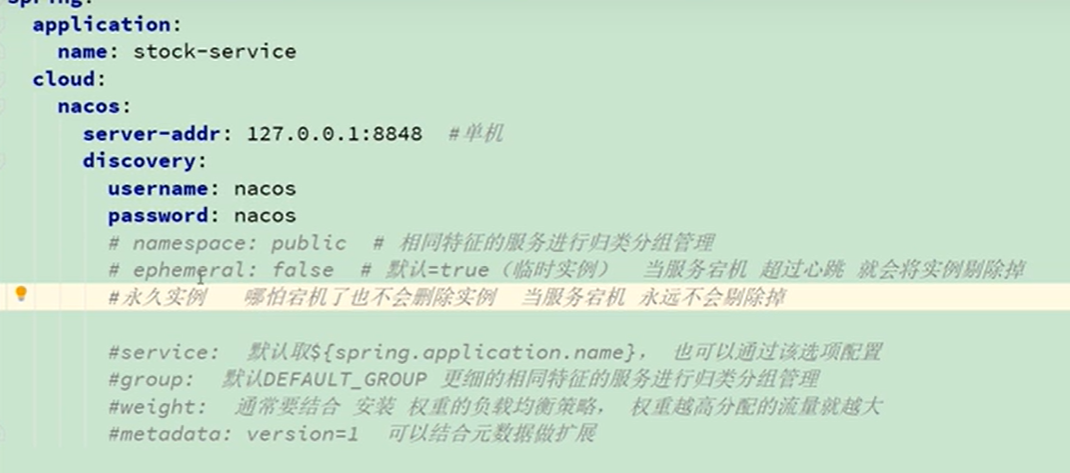 spring:
application:
name: stock-service
cloud:
nacos:
server-addr: 127.0.0.1:8848 #单机
discovery:
username: nacos
password: nacos
# namespace: public # 相同特征的服务进行归类分组管理
# ephemeral: false # 默认=true（临时实例） 当服务宕机 超过心跳 就会将实例剔除掉
#永久实例 哪怕宕机了也不会删除实例 当服务宕机 永远不会剔除掉
#service: 默认取${spring.application.name}， 也可以通过该选项配置
#group: 默认DEFAULT_GROUP 更细的相同特征的服务进行归类分组管理
#weight: 通常要结合 安装 权重的负载均衡策略， 权重越高分配的流量就越大
#metadata: version=1 可以结合元数据做扩展